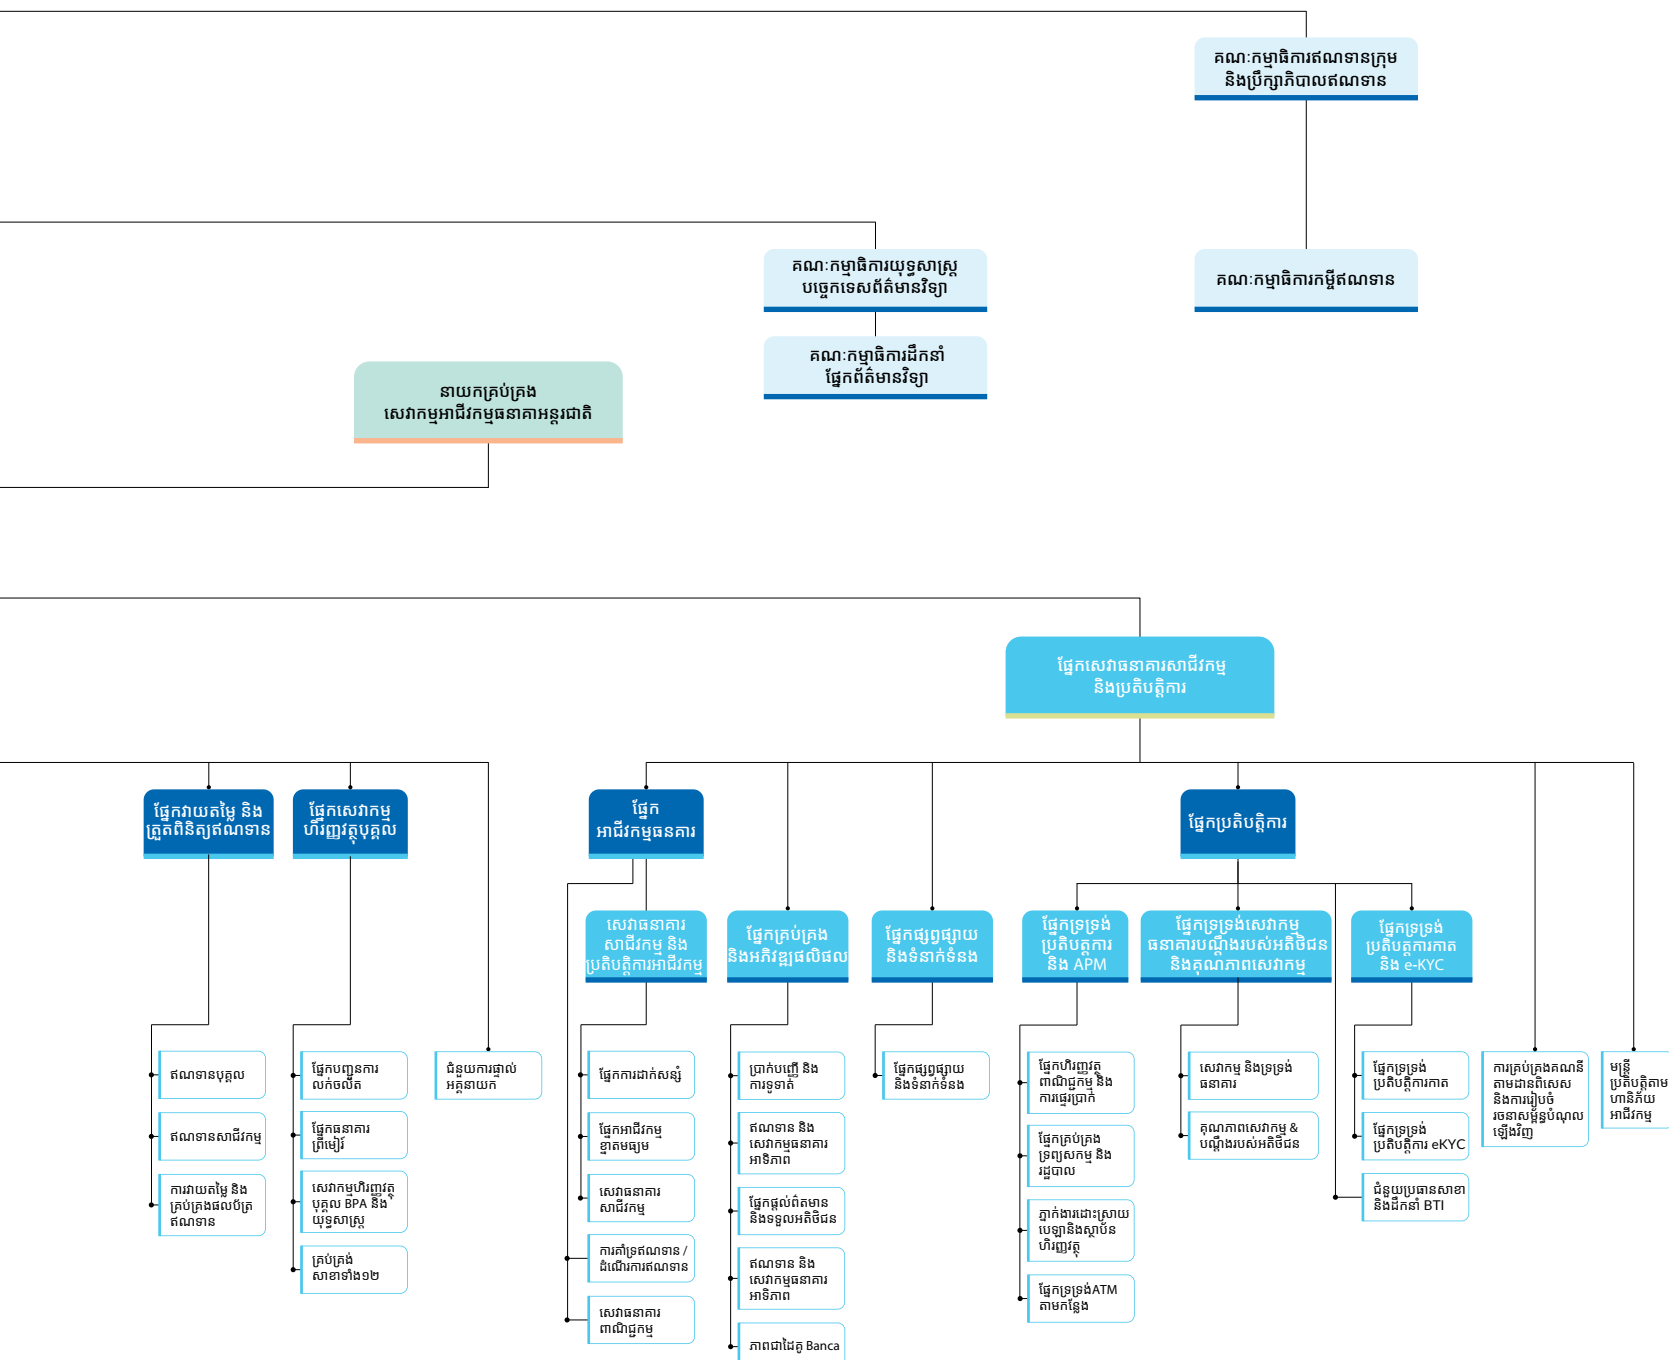 គណៈកម្មាធិការឥណទានក្រុម
និងប្រឹក្សាភិបាលឥណទាន
គណៈកម្មាធិការយុទ្ធសាស្ត្រ
បច្ចេកទេសព័ត៌មានវិទ្យា
គណៈកម្មាធិការកម្ចីឥណទាន
គណៈកម្មាធិការដឹកនាំ
ផ្នែកព័ត៌មានវិទ្យា
នាយកគ្រប់គ្រង
សេវាកម្មអាជីវកម្មធនាគាអន្តរជាតិ
ផ្នែកសេវាធនាគារសាជីវកម្ម
និងប្រតិបត្តិការ
ផ្នែកវាយតម្លៃ និង
ត្រួតពិនិត្យឥណទាន
ផ្នែកសេវាកម្ម
ហិរញ្ញវត្ថុបុគ្គល
ផ្នែក
អាជីវកម្មធនគារ
ផ្នែកប្រតិបត្តិការ
សេវាធនាគារ
សាជីវកម្ម និង
ប្រតិបត្តិការអាជីវកម្ម
ផ្នែកគ្រប់គ្រង
និងអភិវឌ្ឍផលិផល
ផ្នែកផ្សព្វផ្សាយ
និងទំនាក់ទំនង
ផ្នែកទ្រទ្រង់
ប្រតិបត្តការ
និង APM
ផ្នែកទ្រទ្រង់សេវាកម្ម
ធនាគារបណ្តឹងរបស់អតិថិជន
និងគុណភាពសេវាកម្ម
ផ្នែកទ្រទ្រង់
ប្រតិបត្តការកាត
និង e-KYC
ឥណទានបុគ្គល
ឥណទានសាជីវកម្ម
ការវាយតម្លៃ និង
គ្រប់គ្រងផលប័ត្រ
ឥណទាន
ផ្នែកបញ្ជូនការ
លក់ចល័ត
ផ្នែកធនាគារ
ព្រីមៀរ៍
សេវាកម្មហិរញ្ញវត្ថុ
បុគ្គល BPA និង
យុទ្ធសាស្ត្រ
គ្រប់គ្រង់
សាខាទាំង១២
ជំនួយការផ្ទាល់
អគ្គនាយក
ផ្នែកការដាក់សន្សំ
ផ្នែកអាជីវកម្ម
ខ្នាតមធ្យម
សេវាធនាគារ
សាជីវកម្ម
ការគាំទ្រឥណទាន /
ដំណើរការឥណទាន
សេវាធនាគារ
ពាណិជ្ជកម្ម
ប្រាក់បញ្ញើ និង
ការទូទាត់
ឥណទាន និង
សេវាកម្មធនាគារ
អាទិភាព
ផ្នែកផ្តល់ព៌តមាន
និងទទួលអតិថិជន
ឥណទាន និង
សេវាកម្មធនាគារ
អាទិភាព
ភាពជាដៃគូ Banca
ផ្នែកផ្សព្វផ្សាយ
និងទំនាក់ទំនង
ផ្នែកហិរញ្ញវត្ថុ
ពាណិជ្ជកម្ម និង
ការផ្ទេរប្រាក់
ផ្នែកគ្រប់គ្រង
ទ្រព្យសកម្ម និង
រដ្ឋបាល
ភ្នាក់ងារដោះស្រាយ
បេឡានិងស្ថាប័ន
ហិរញ្ញវត្ថុ
ផ្នែកទ្រទ្រង់ATM
តាមកន្លែង
សេវាកម្ម និងទ្រទ្រង់
ធនាគារ
គុណភាពសេវាកម្ម &
បណ្តឹងរបស់អតិថិជន
ផ្នែកទ្រទ្រង់
ប្រតិបត្តិការកាត
ផ្នែកទ្រទ្រង់
ប្រតិបត្តិការ eKYC
ជំនួយប្រធានសាខា
និងដឹកនាំ BTI
ការគ្រប់គ្រងគណនី
តាមដានពិសេស
និងការរៀបចំ
រចនាសម្ព័ន្ធបំណុល
ឡើងវិញ
មន្ត្រី
ប្រតិបត្តិតាម
ហានិភ័យ
អាជីវកម្ម